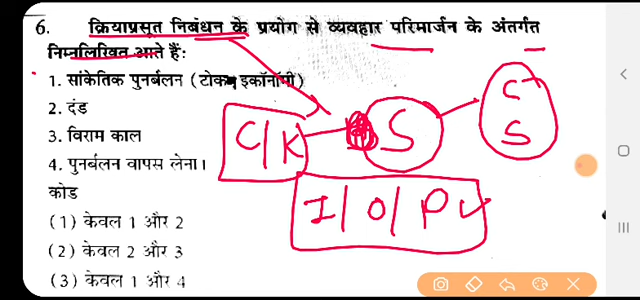 6. क्रियाप्रसूत निबंधन के प्रयोग से व्यवहार परिमार्जन के अंतर्गत
निम्नलिखित आते हैं:
1. सांकेतिक पुनर्बलन (टोकन इकॉनॉमी)
2. दंड
3. विराम काल
4. पुनर्बलन वापस लेना।
कोड
(1) केवल 1 और 2
(2) केवल 2 और 3
(3) केवल 1 और 4
C/K
S
C
S
I/O/P